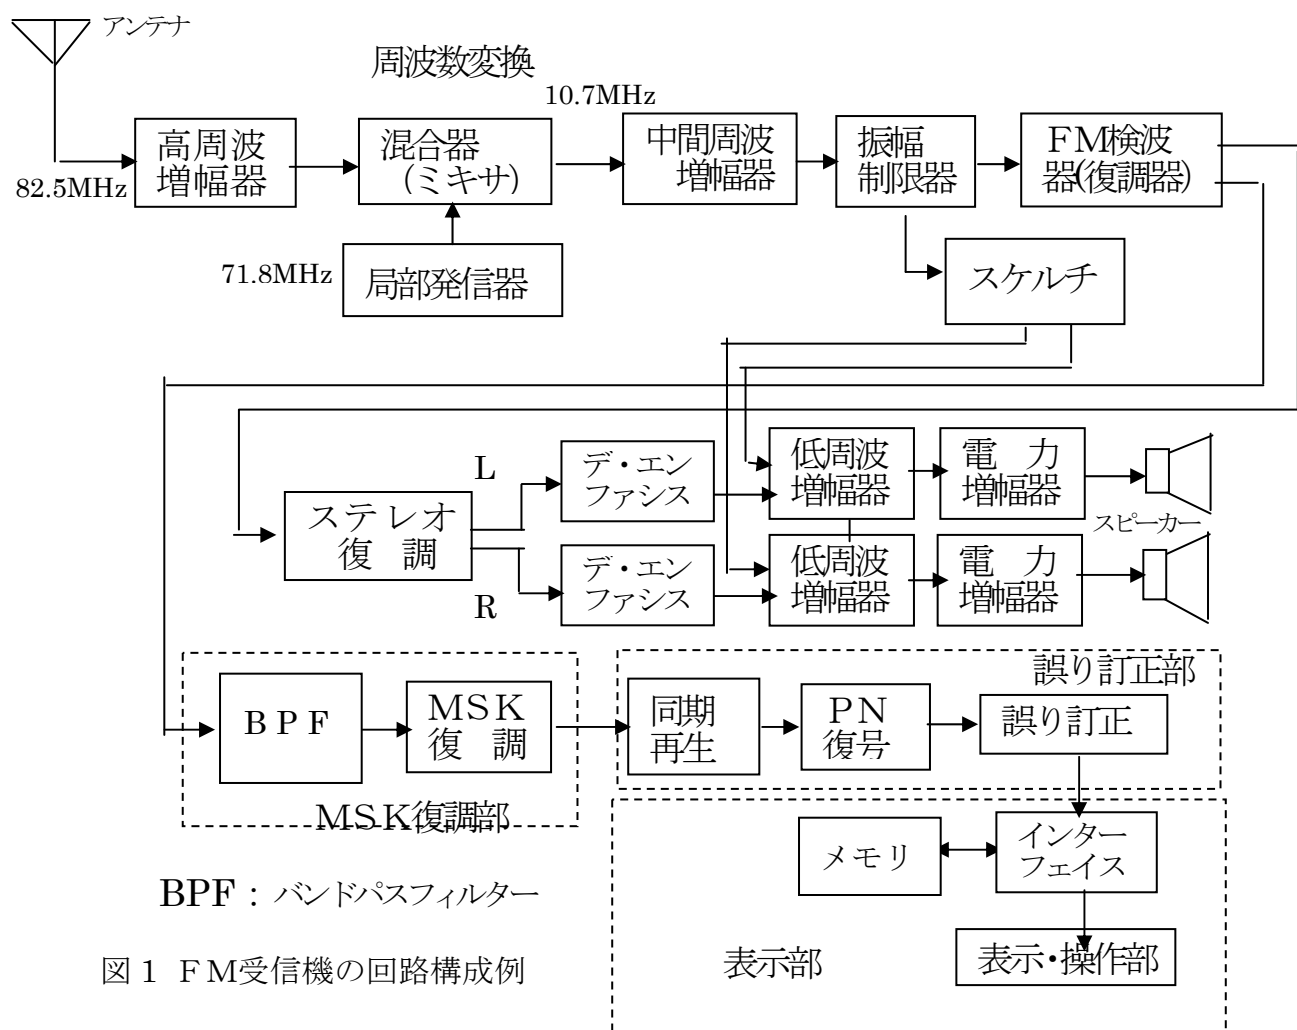 アンテナ
周波数変換
10.7MHz
高周波
増幅器
混合器
(ミキサ)
中間周波
増幅器
振幅
制限器
ＦＭ検波
器(復調器)
82.5MHz
71.8MHz
局部発信器
スケルチ
L
デ・エン
ファシス
低周波
増幅器
電　力
増幅器
スピーカー
ステレオ
復　調
R
デ・エン
ファシス
低周波
増幅器
電　力
増幅器
誤り訂正部
ＢＰＦ
ＭＳＫ
復　調
同期
再生
ＰＮ
復号
誤り訂正
ＭＳＫ復調部
メモリ
インター
フェイス
BPF：バンドパスフィルター
表示部
表示・操作部
図１ ＦＭ受信機の回路構成例